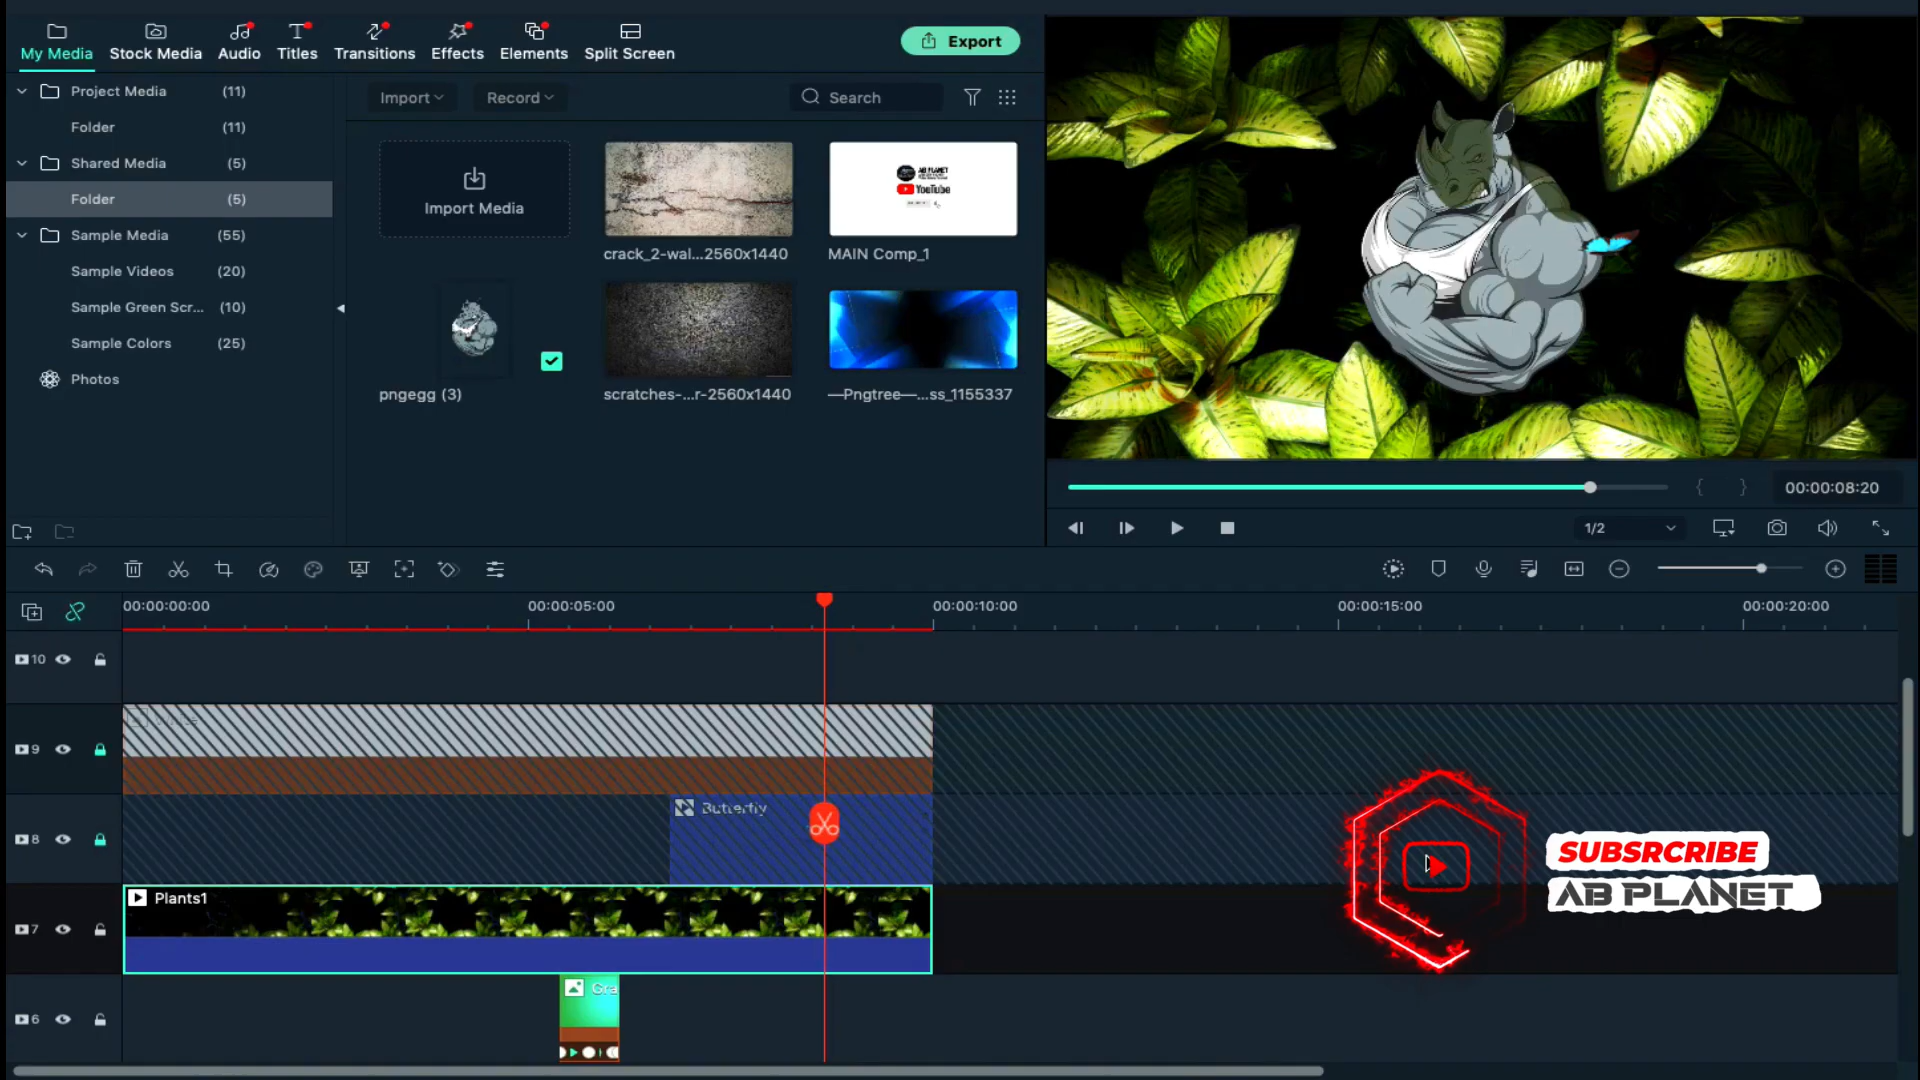 My Media
Stock Media
Audio
Titles
Transitions
Effects
Elements
Split Screen
Export
Project Media (11)
Folder (11)
Shared Media (5)
Folder (5)
Sample Media (55)
Sample Videos (20)
Sample Green Scr... (10)
Sample Colors (25)
Photos
Import
Record
Search
Import Media
AB PLANET
YouTube
crack_2-wal...2560x1440
MAIN Comp_1
pngegg (3)
scratches-...r-2560x1440
—Pngtree—...ss_1155337
00:00:08:20
1/2
00:00:00:00
00:00:05:00
00:00:10:00
00:00:15:00
00:00:20:00
10
9
8
Butterfly
7
Plants1
6
Gra
SUBSRCRIBE
AB PLANET